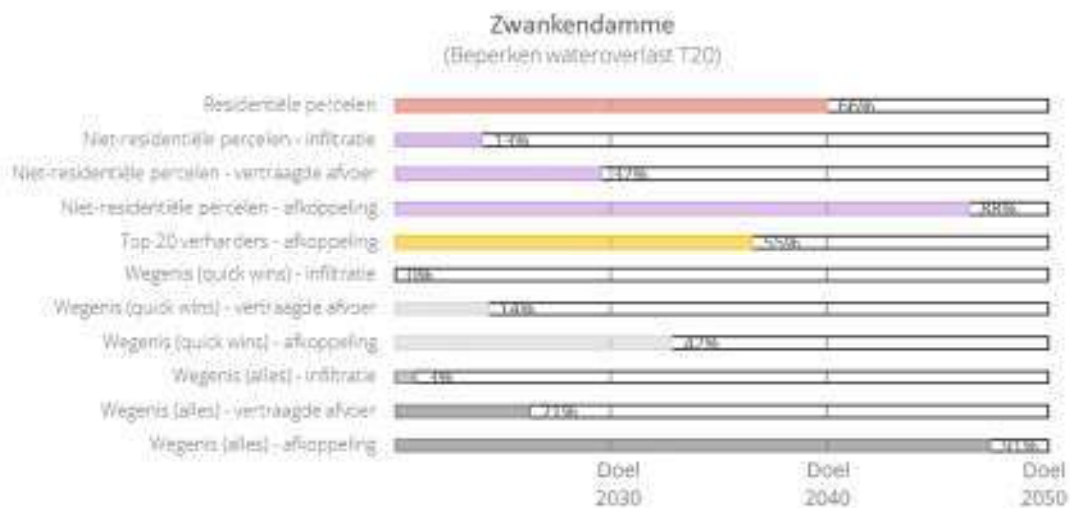 Zwankendamme
(Beperken wateroverlast T20)
Residentiële percelen 66%
Niet-residentiële percelen - infiltratie 13%
Niet-residentiële percelen - vertraagde afvoer
Niet-residentiële percelen - afkoppeling 88%
Top 20 verharders - afkoppeling 55%
Wegenis (quick wins) - infiltratie 0%
Wegenis (quick wins) - vertraagde afvoer 14%
Wegenis (quick wins) - afkoppeling 42%
Wegenis (alles) - infiltratie 3%
Wegenis (alles) - vertraagde afvoer 21%
Wegenis (alles) - afkoppeling 91%
Doel Doel Doel
2030 2040 2050